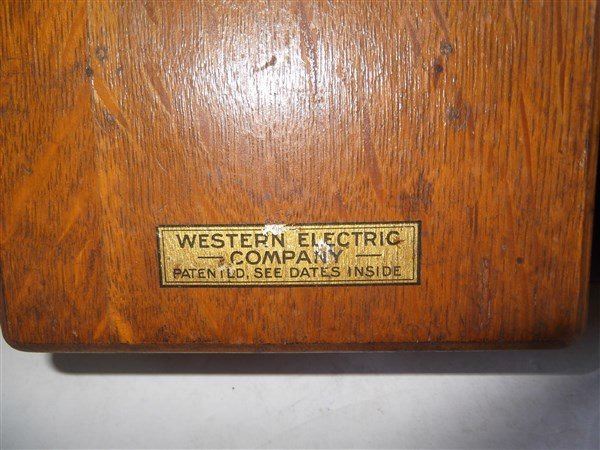 WESTERN ELECTRIC
— COMPANY —
PATENTED, SEE DATES INSIDE